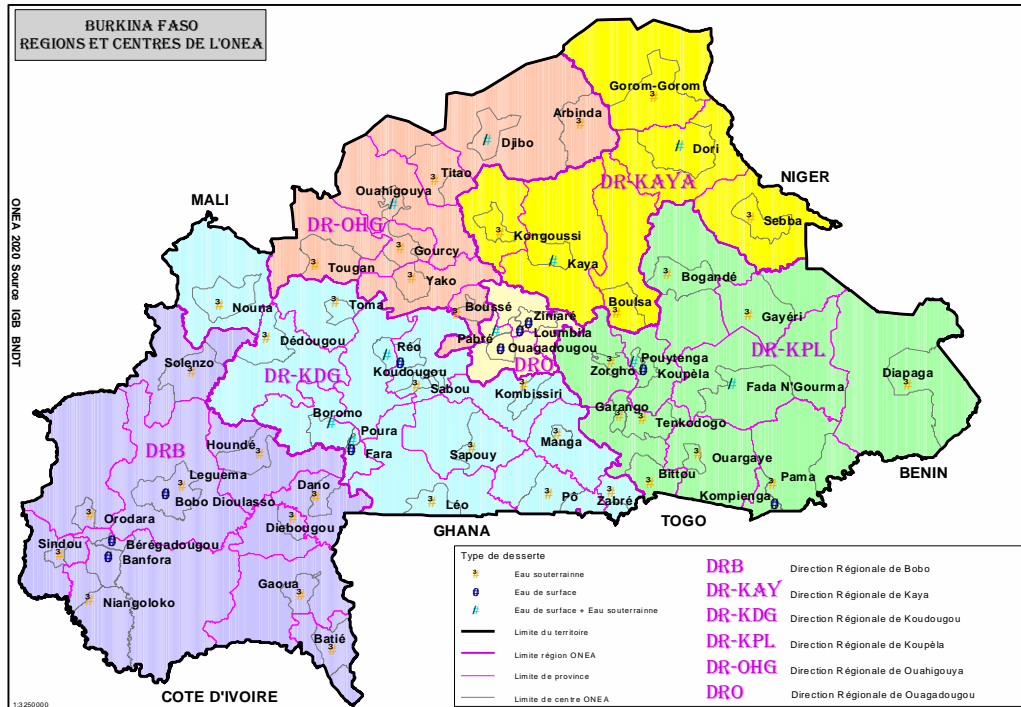 BURKINA FASO
REGIONS ET CENTRES DE L'ONEA
Gorom-Gorom
Arbinda
Djibo
Dori
Titao
DR-KAYA
NIGER
Ouahigouya
MALI
Sebba
DR-OHG
Kongoussi
Gourcy
Kaya
Tougan
Bogandé
Yako
Nouna
Toma
Boussé
Boulsa
Ziniaré
Gayéri
Loumbila
Pabré
Dédougou
Ouagadougou
Réo
DR-KPL
Solenzo
DRO
Pouytenga
Koudougou
Zorgho
Koupèla
DR-KDG
Sabou
Fada N'Gourma
Diapaga
Kombissiri
Boromo
Garango
Tenkodogo
Poura
Houndé
Manga
DRB
Fara
Sapouy
Ouargaye
BENIN
Leguema
Pama
Dano
Bittou
Bobo Dioulasso
Pô
Zabré
Kompienga
Léo
Orodara
Diebougou
TOGO
GHANA
Sindou
Bérégadougou
Banfora
Gaoua
Niangoloko
Batié
COTE D'IVOIRE
ONEA 2020 Source IGB BNDT
1:3250000
Type de desserte
Eau souterrainne
Eau de surface
Eau de surface + Eau souterrainne
Limite du territoire
Limite région ONEA
Limite de province
Limite de centre ONEA
DRB Direction Régionale de Bobo
DR-KAY Direction Régionale de Kaya
DR-KDG Direction Régionale de Koudougou
DR-KPL Direction Régionale de Koupèla
DR-OHG Direction Régionale de Ouahigouya
DRO Direction Régionale de Ouagadougou